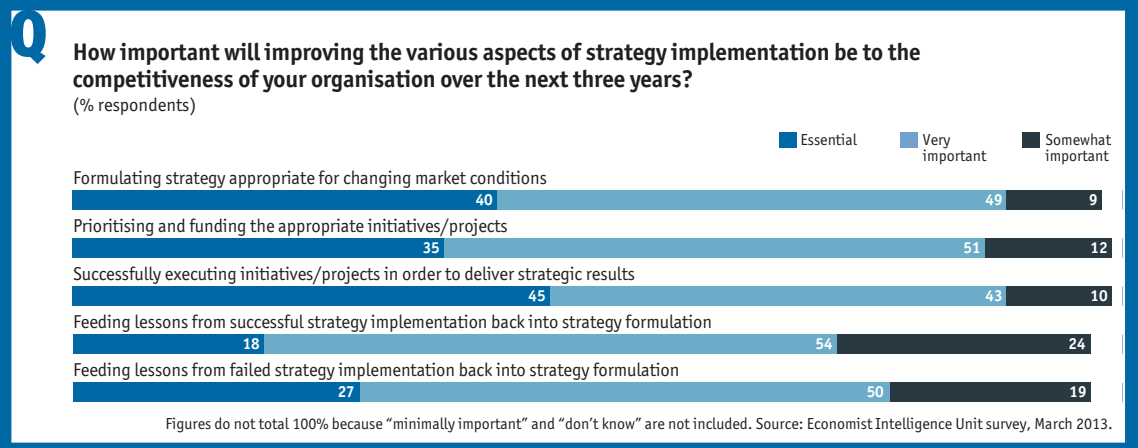 Q
How important will improving the various aspects of strategy implementation be to the
competitiveness of your organisation over the next three years?
(% respondents)
Essential
Very
important
Somewhat
important
Formulating strategy appropriate for changing market conditions
40 49 9
Prioritising and funding the appropriate initiatives/projects
35 51 12
Successfully executing initiatives/projects in order to deliver strategic results
45 43 10
Feeding lessons from successful strategy implementation back into strategy formulation
18 54 24
Feeding lessons from failed strategy implementation back into strategy formulation
27 50 19
Figures do not total 100% because “minimally important” and “don’t know” are not included. Source: Economist Intelligence Unit survey, March 2013.